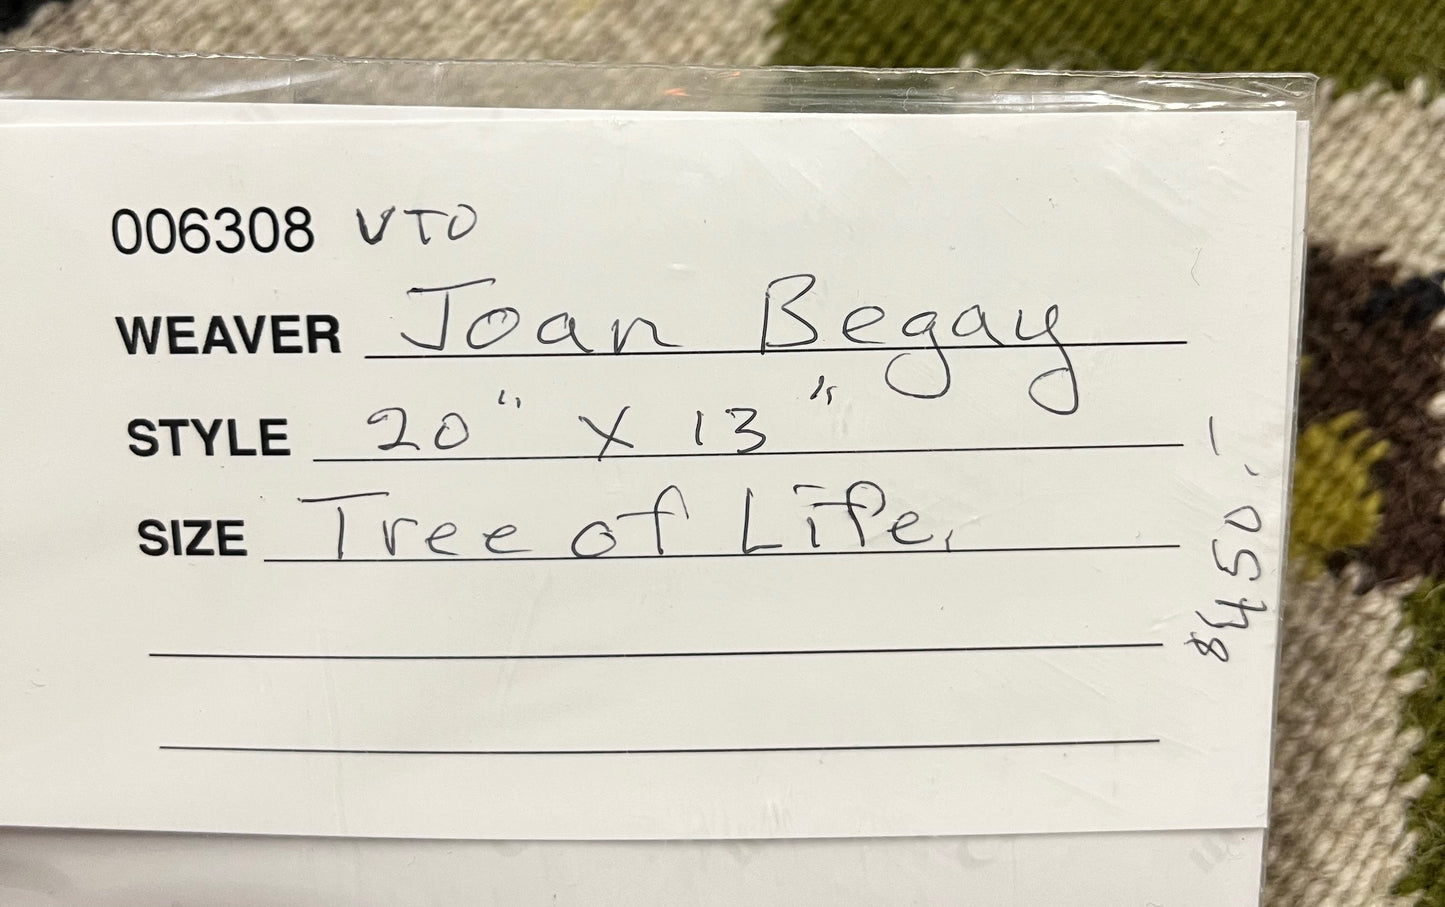 006308 VTO
WEAVER Joan Begay
STYLE 20" X 13"
SIZE Tree of Life.
$450.-